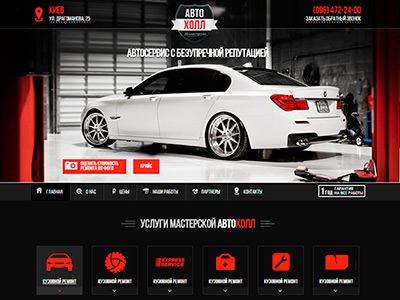 КИЕВ
УЛ. ДРАГОМАНОВА, 25
АВТО
ХОЛЛ
(095)472-24-00
ЗАКАЗАТЬ ОБРАТНЫЙ ЗВОНОК
АВТОСЕРВИС С БЕЗУПРЕЧНОЙ РЕПУТАЦИЕЙ
ОЦЕНИТЬ СТОИМОСТЬ
РЕМОНТА ПО ФОТО
ПРАЙС
ГЛАВНАЯ
О НАС
ЦЕНЫ
НАШИ РАБОТЫ
ПАРТНЕРЫ
КОНТАКТЫ
1 ГОД
ГАРАНТИЯ
НА ВСЕ РАБОТЫ
УСЛУГИ МАСТЕРСКОЙ АВТОХОЛЛ
EXPRESS
SERVICE
КУЗОВНОЙ РЕМОНТ
КУЗОВНОЙ РЕМОНТ
КУЗОВНОЙ РЕМОНТ
КУЗОВНОЙ РЕМОНТ
КУЗОВНОЙ РЕМОНТ
КУЗОВНОЙ РЕМОНТ